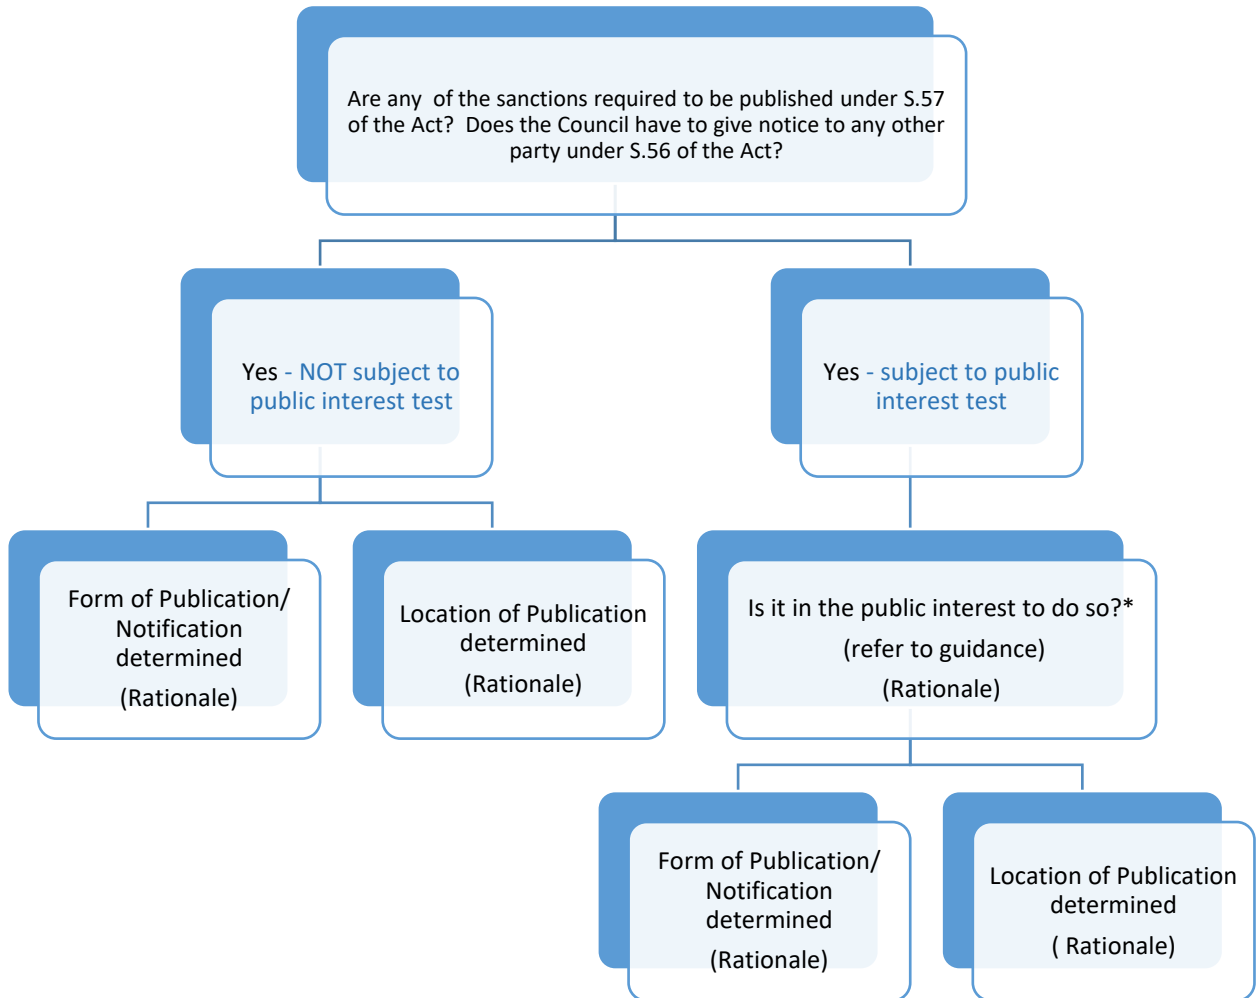 Are any of the sanctions required to be published under S.57
of the Act? Does the Council have to give notice to any other
party under S.56 of the Act?
Yes - NOT subject to
public interest test
Yes - subject to public
interest test
Form of Publication/
Notification
determined
(Rationale)
Location of Publication
determined
(Rationale)
Is it in the public interest to do so?*
(refer to guidance)
(Rationale)
Form of Publication/
Notification
determined
(Rationale)
Location of Publication
determined
( Rationale)